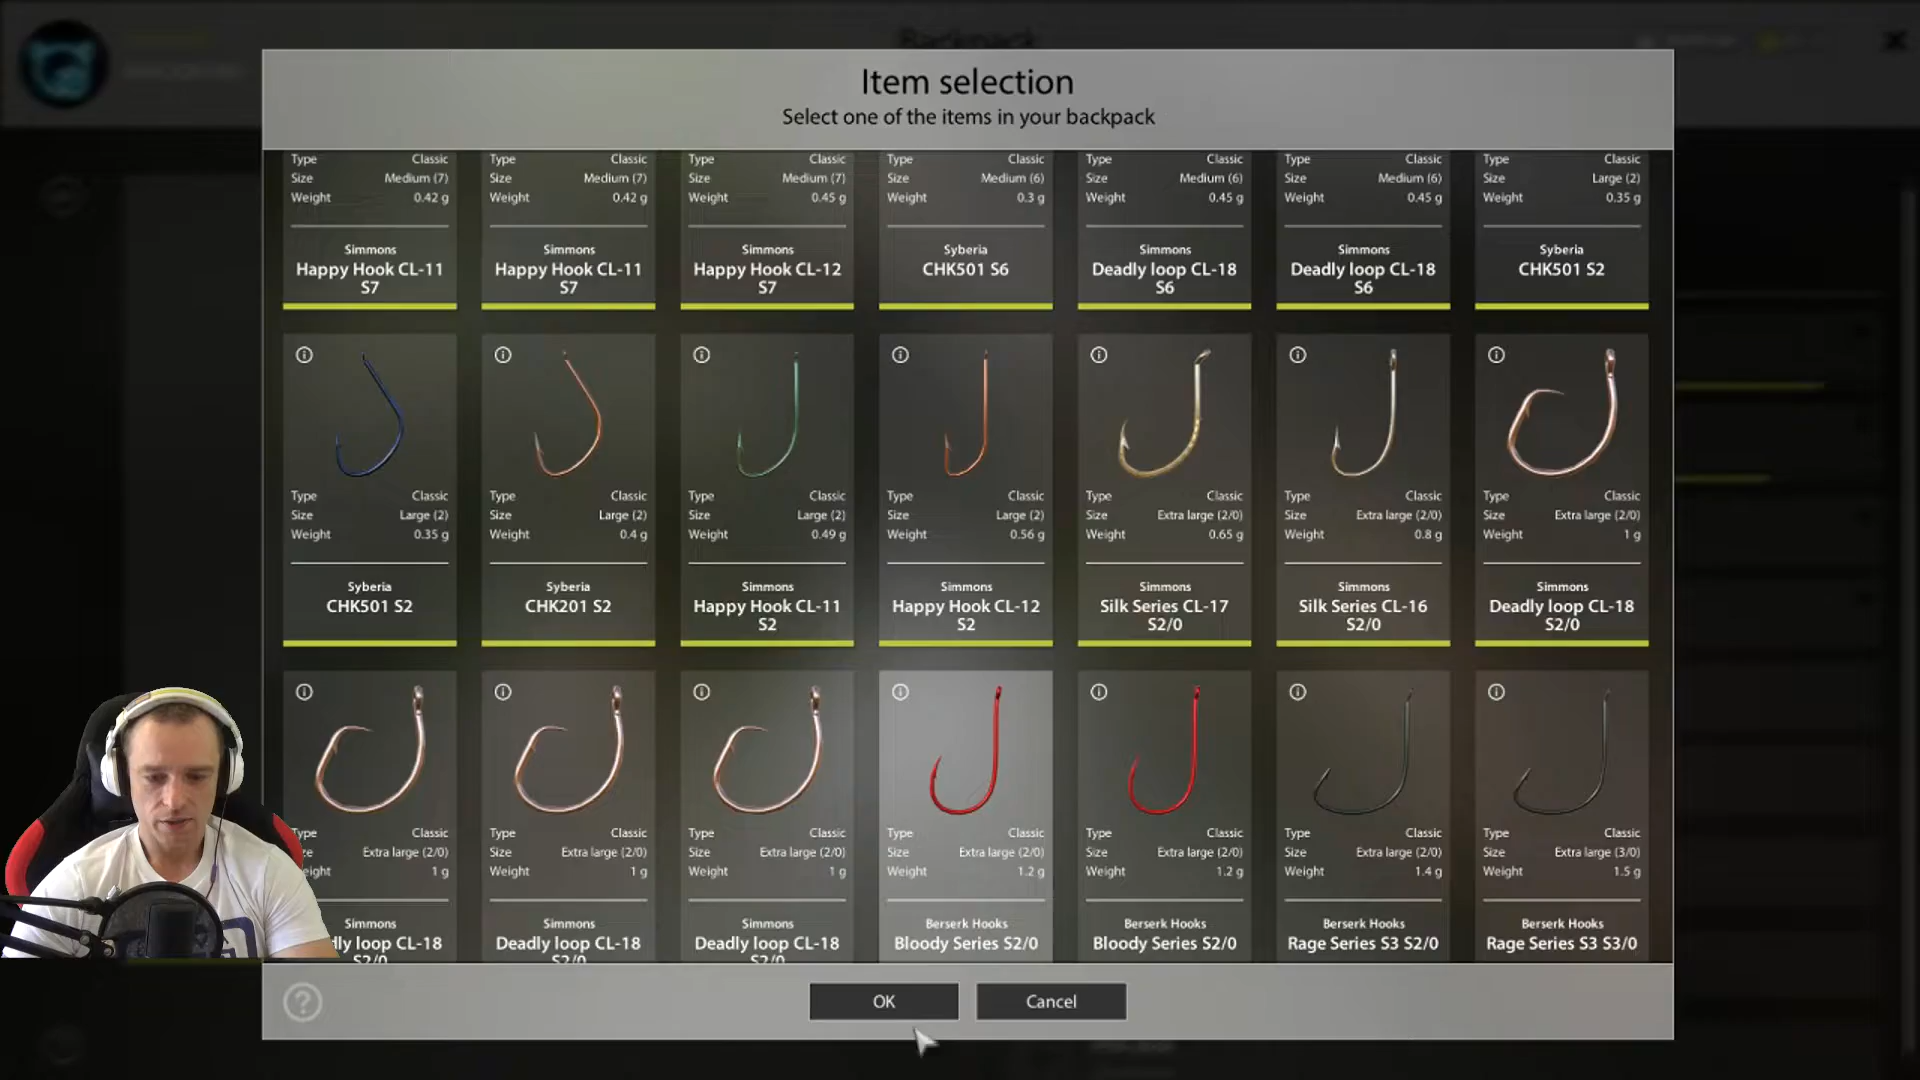 Item selection
Select one of the items in your backpack
Type Classic
Size Medium (7)
Weight 0.42 g
Simmons
Happy Hook CL-11
S7
Type Classic
Size Medium (7)
Weight 0.42 g
Simmons
Happy Hook CL-11
S7
Type Classic
Size Medium (7)
Weight 0.45 g
Simmons
Happy Hook CL-12
S7
Type Classic
Size Medium (6)
Weight 0.3 g
Syberia
CHK501 S6
Type Classic
Size Medium (6)
Weight 0.45 g
Simmons
Deadly loop CL-18
S6
Type Classic
Size Medium (6)
Weight 0.45 g
Simmons
Deadly loop CL-18
S6
Type Classic
Size Large (2)
Weight 0.35 g
Syberia
CHK501 S2
Type Classic
Size Large (2)
Weight 0.35 g
Syberia
CHK501 S2
Type Classic
Size Large (2)
Weight 0.4 g
Syberia
CHK201 S2
Type Classic
Size Large (2)
Weight 0.49 g
Simmons
Happy Hook CL-11
S2
Type Classic
Size Large (2)
Weight 0.56 g
Simmons
Happy Hook CL-12
S2
Type Classic
Size Extra large (2/0)
Weight 0.65 g
Simmons
Silk Series CL-17
S2/0
Type Classic
Size Extra large (2/0)
Weight 0.8 g
Simmons
Silk Series CL-16
S2/0
Type Classic
Size Extra large (2/0)
Weight 1 g
Simmons
Deadly loop CL-18
S2/0
Type Classic
Extra large (2/0)
1 g
Simmons
loop CL-18
S2/0
Type Classic
Size Extra large (2/0)
Weight 1 g
Simmons
Deadly loop CL-18
S2/0
Type Classic
Size Extra large (2/0)
Weight 1 g
Simmons
Deadly loop CL-18
S2/0
Type Classic
Size Extra large (2/0)
Weight 1.2 g
Berserk Hooks
Bloody Series S2/0
Type Classic
Size Extra large (2/0)
Weight 1.2 g
Berserk Hooks
Bloody Series S2/0
Type Classic
Size Extra large (2/0)
Weight 1.4 g
Berserk Hooks
Rage Series S3 S2/0
Type Classic
Size Extra large (3/0)
Weight 1.5 g
Berserk Hooks
Rage Series S3 S3/0
?
OK
Cancel